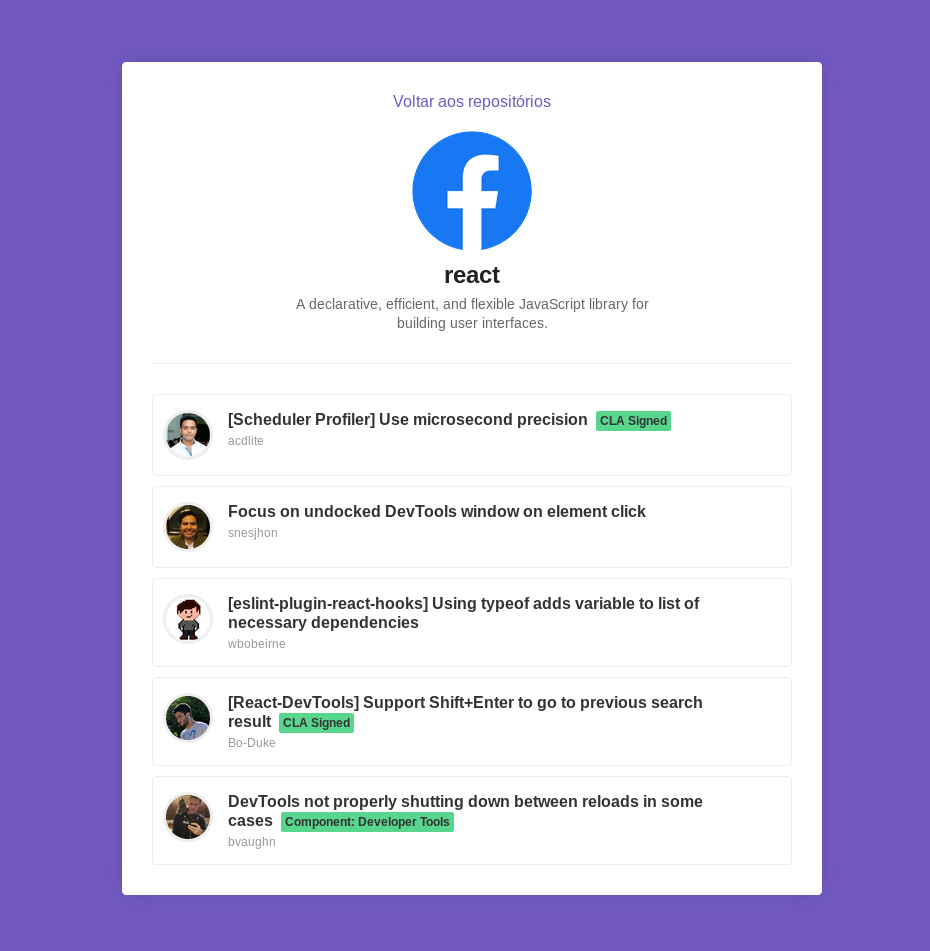 Voltar aos repositórios
react
A declarative, efficient, and flexible JavaScript library for
building user interfaces.
[Scheduler Profiler] Use microsecond precision CLA Signed
acdlite
Focus on undocked DevTools window on element click
snesjhon
[eslint-plugin-react-hooks] Using typeof adds variable to list of
necessary dependencies
wbobeirne
[React-DevTools] Support Shift+Enter to go to previous search
result CLA Signed
Bo-Duke
DevTools not properly shutting down between reloads in some
cases Component: Developer Tools
bvaughn